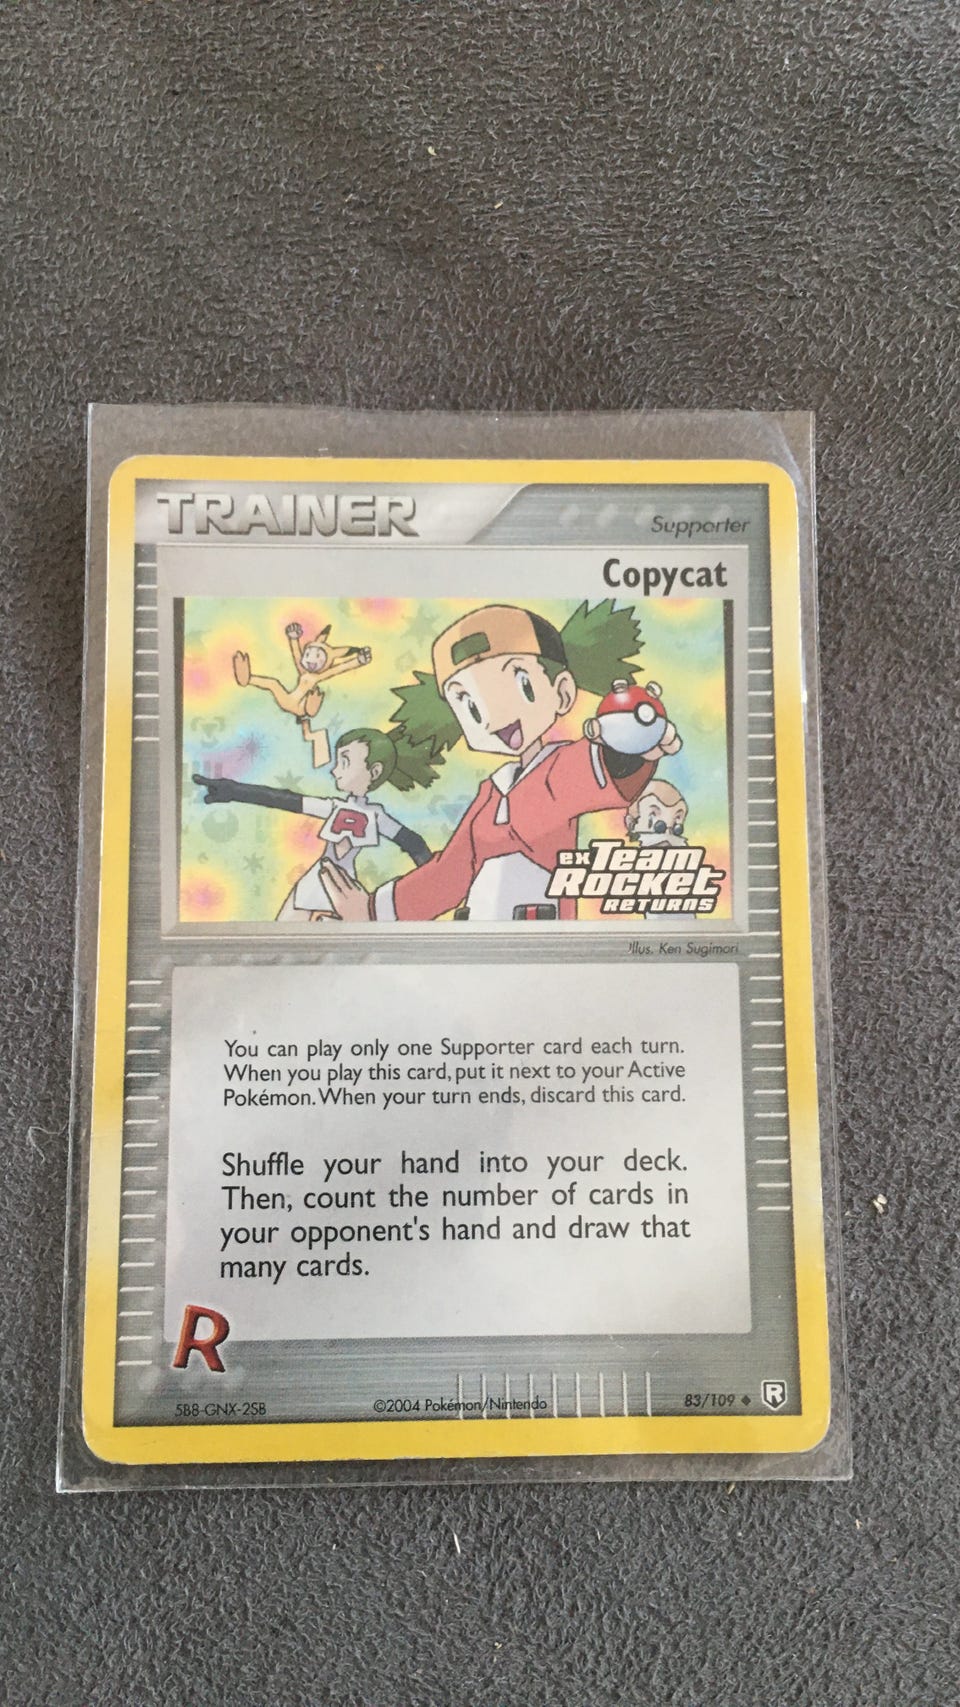 TRAINER
Supporter
Copycat
R
ex Team
Rocket
RETURNS
Illus. Ken Sugimori
You can play only one Supporter card each turn.
When you play this card, put it next to your Active
Pokémon. When your turn ends, discard this card.
Shuffle your hand into your deck.
Then, count the number of cards in
your opponent's hand and draw that
many cards.
R
5B8-GNX-2SB
©2004 Pokémon/Nintendo
83/109 ◆ R